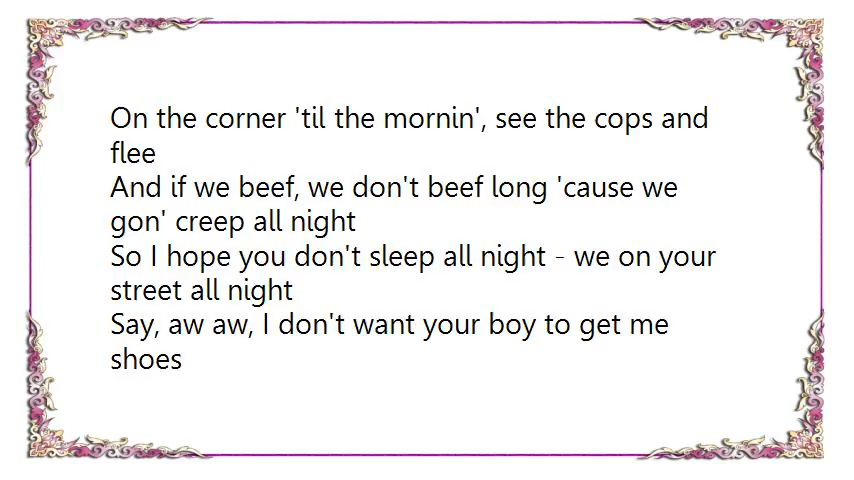 On the corner 'til the mornin', see the cops and
flee
And if we beef, we don't beef long 'cause we
gon' creep all night
So I hope you don't sleep all night - we on your
street all night
Say, aw aw, I don't want your boy to get me
shoes